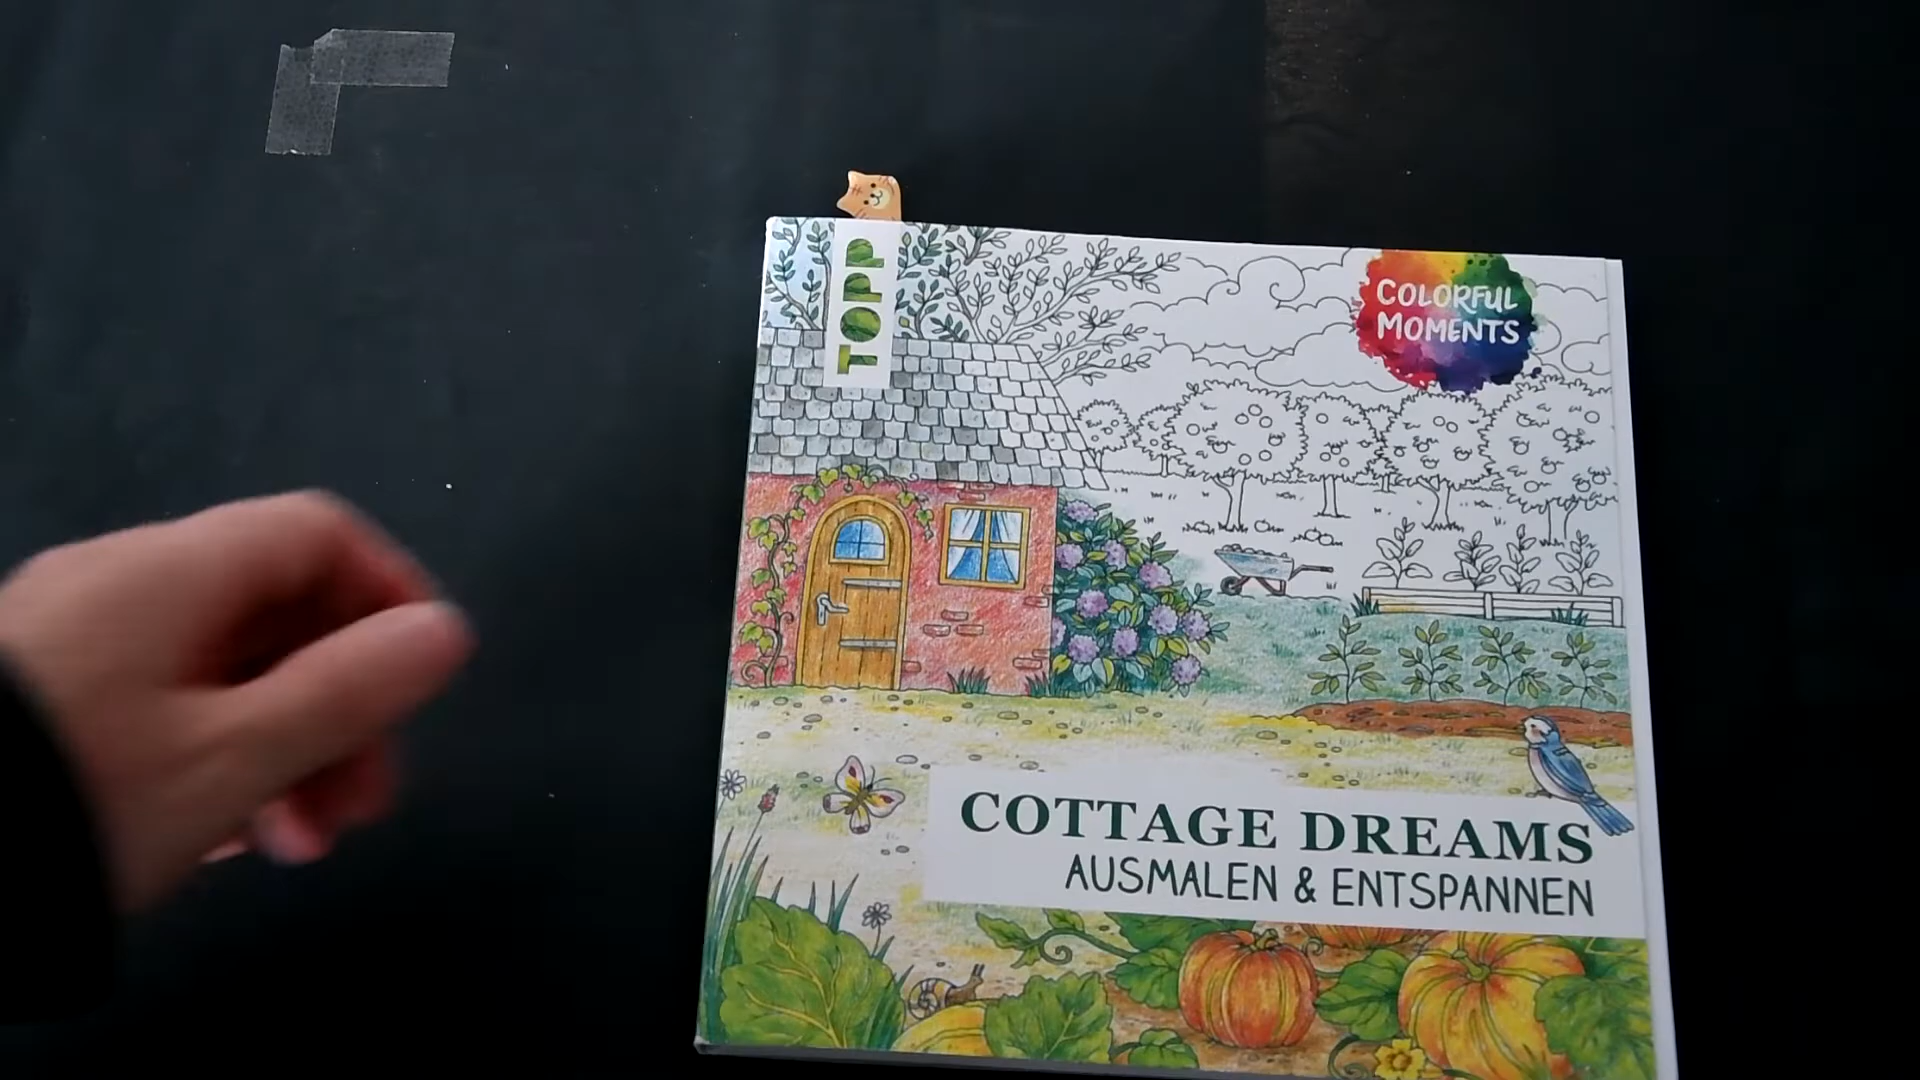 TOPP
COLORFUL
MOMENTS
COTTAGE DREAMS
AUSMALEN & ENTSPANNEN